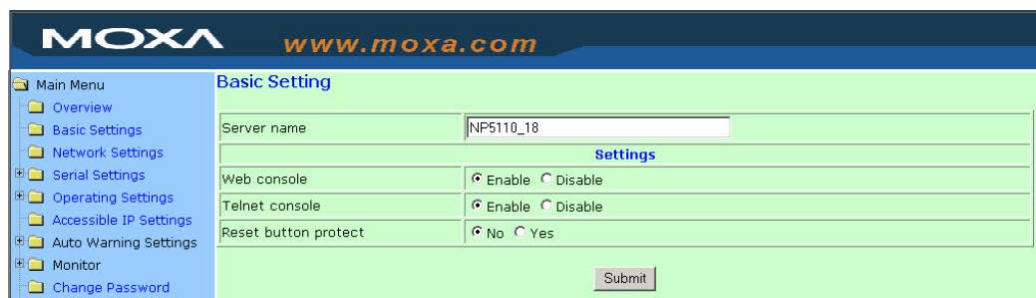 MOXA www.moxa.com
Main Menu
Overview
Basic Settings
Network Settings
Serial Settings
Operating Settings
Accessible IP Settings
Auto Warning Settings
Monitor
Change Password
Basic Setting
Server name NP5110_18
Settings
Web console Enable Disable
Telnet console Enable Disable
Reset button protect No Yes
Submit